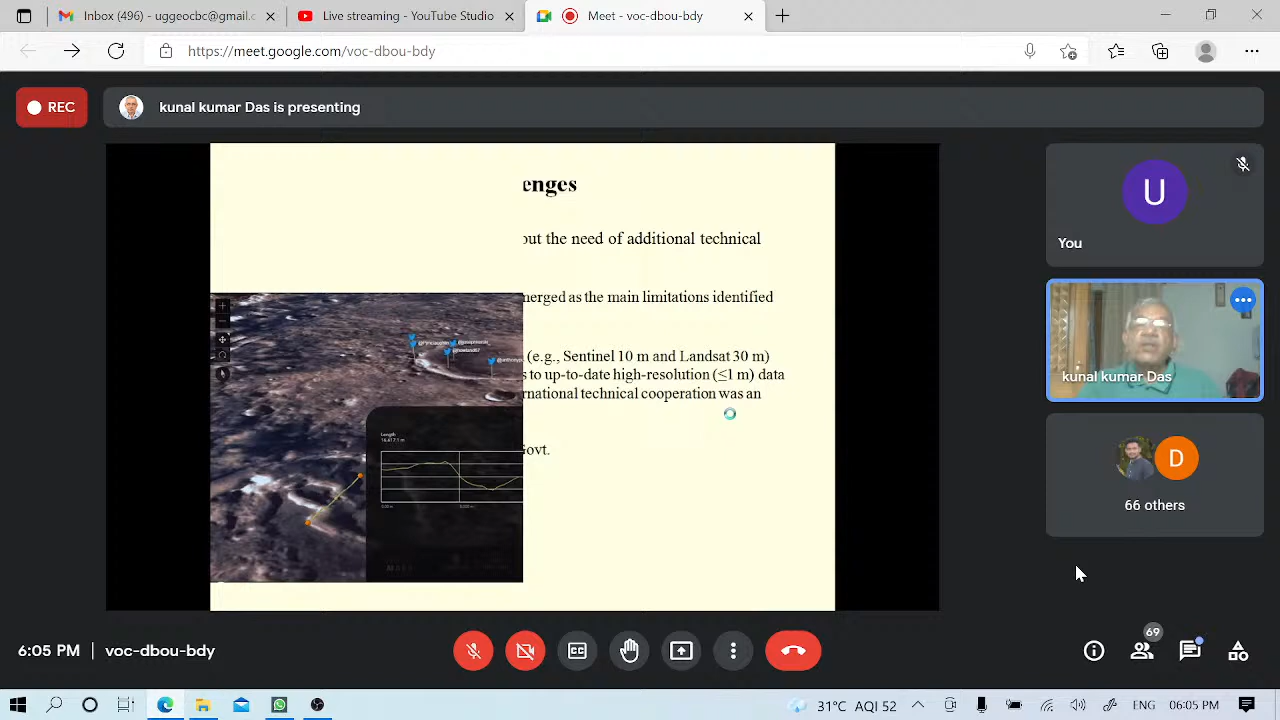 Inbox (496) - uggeoctc@gmail.c
Live streaming - YouTube Studio
Meet - voc-dbou-bdy
https://meet.google.com/voc-dbou-bdy
REC
kunal kumar Das is presenting
enges
out the need of additional technical
nerged as the main limitations identified
(e.g., Sentinel 10 m and Landsat 30 m)
s to up-to-date high-resolution (≤1 m) data
rnational technical cooperation was an
Govt.
Length
U
You
kunal kumar Das
D
66 others
6:05 PM | voc-dbou-bdy
69
31°C AQI 52
06:05 PM